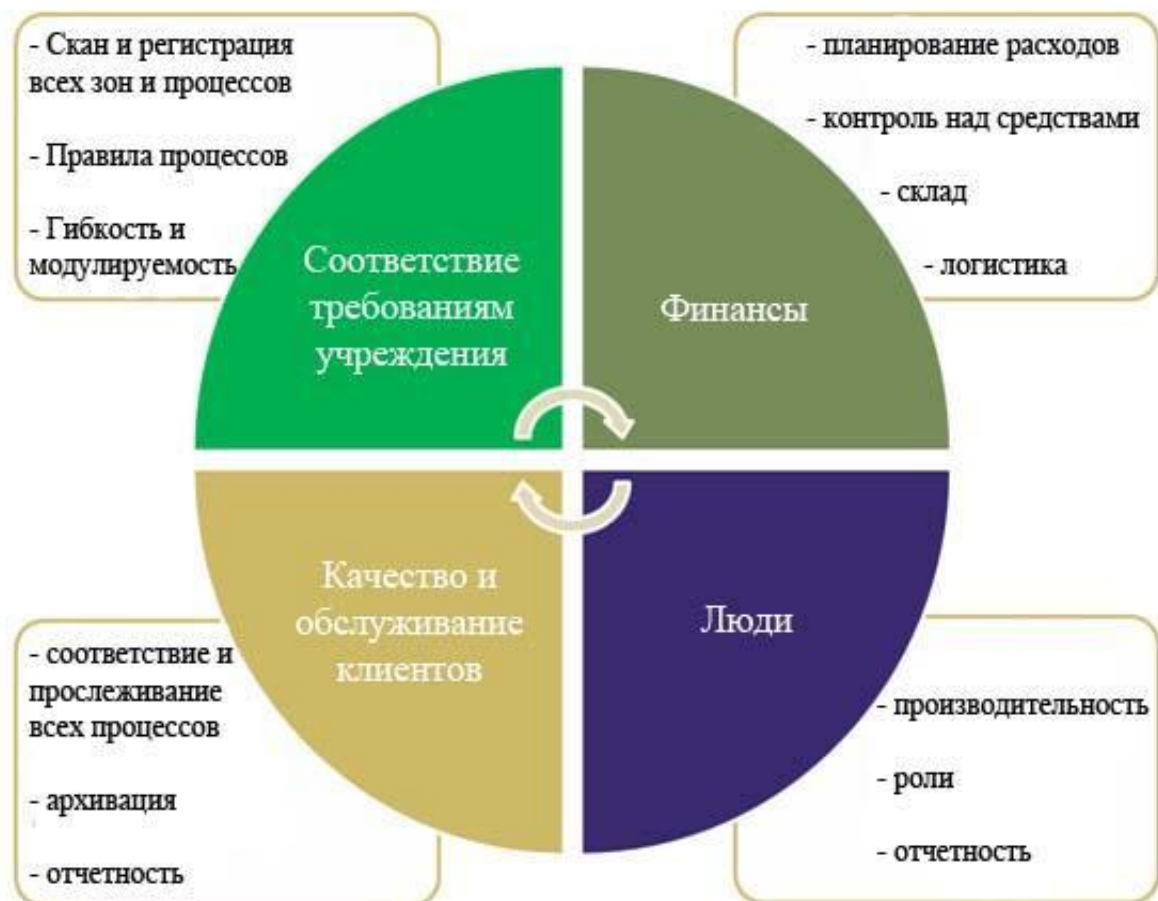 - Скан и регистрация
всех зон и процессов
- Правила процессов
- Гибкость и
модулируемость
- планирование расходов
- контроль над средствами
- склад
- логистика
Соответствие
требованиям
учреждения
Финансы
Качество и
обслуживание
клиентов
Люди
- соответствие и
прослеживание
всех процессов
- архивация
- отчетность
- производительность
- роли
- отчетность